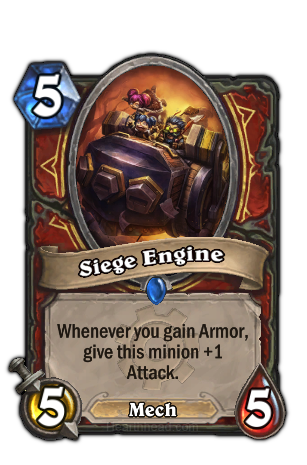 5
Siege Engine
Whenever you gain Armor,
give this minion +1
Attack.
5
Mech
5